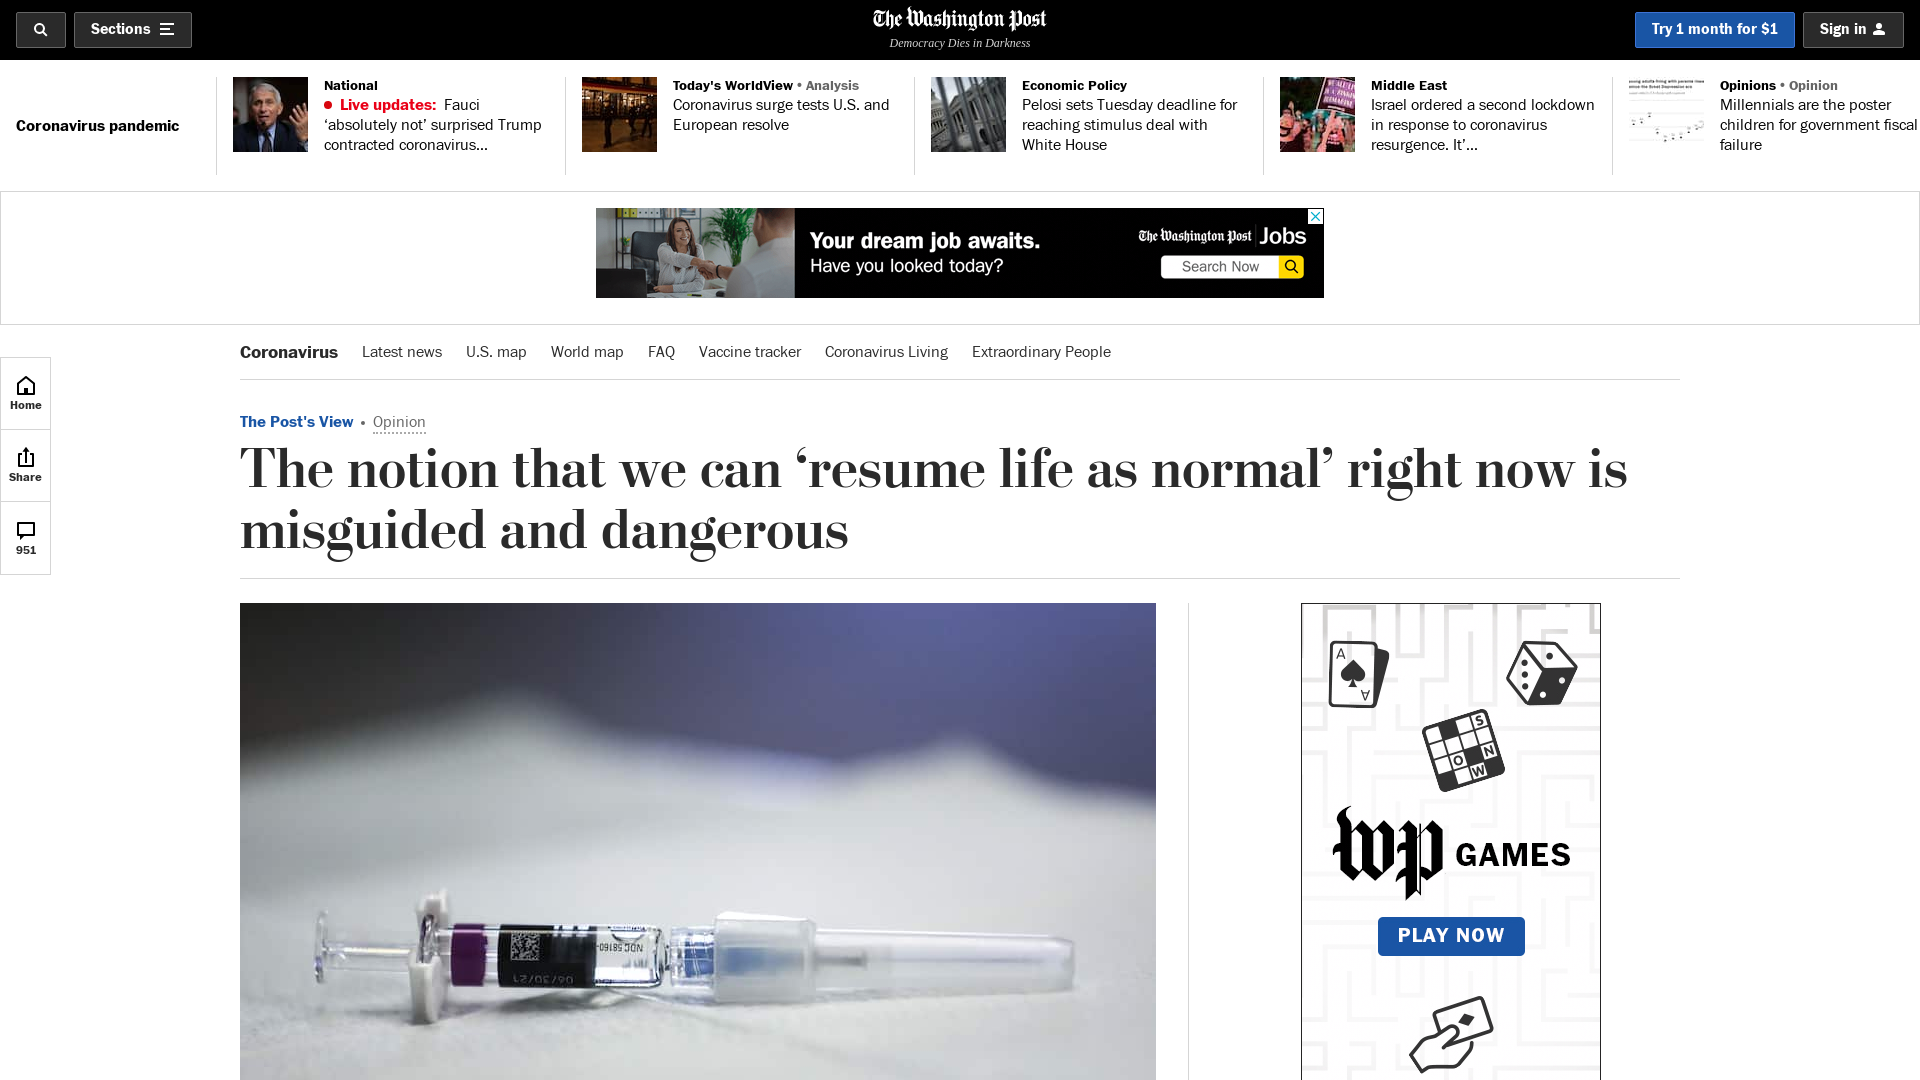 Sections
The Washington Post
Democracy Dies in Darkness
Try 1 month for $1
Sign in
Coronavirus pandemic
National
Live updates: Fauci
‘absolutely not’ surprised Trump
contracted coronavirus...
Today's WorldView • Analysis
Coronavirus surge tests U.S. and
European resolve
Economic Policy
Pelosi sets Tuesday deadline for
reaching stimulus deal with
White House
Middle East
Israel ordered a second lockdown
in response to coronavirus
resurgence. It’...
Opinions • Opinion
Millennials are the poster
children for government fiscal
failure
Your dream job awaits.
Have you looked today?
The Washington Post Jobs
Search Now
Coronavirus Latest news U.S. map World map FAQ Vaccine tracker Coronavirus Living Extraordinary People
Home
Share
951
The Post's View • Opinion
The notion that we can ‘resume life as normal’ right now is
misguided and dangerous
A
A
S
O N
W
wp GAMES
PLAY NOW